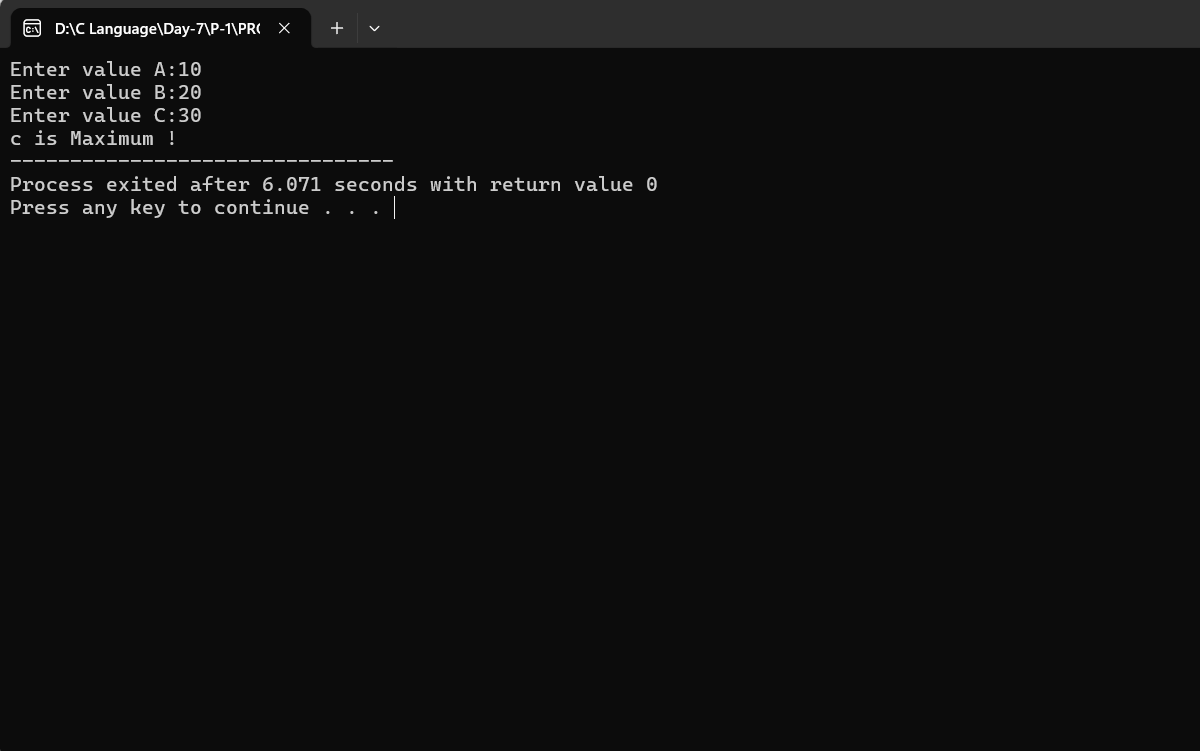 D:\C Language\Day-7\P-1\PR
Enter value A:10
Enter value B:20
Enter value C:30
c is Maximum !
--------------------------------
Process exited after 6.071 seconds with return value 0
Press any key to continue . . .